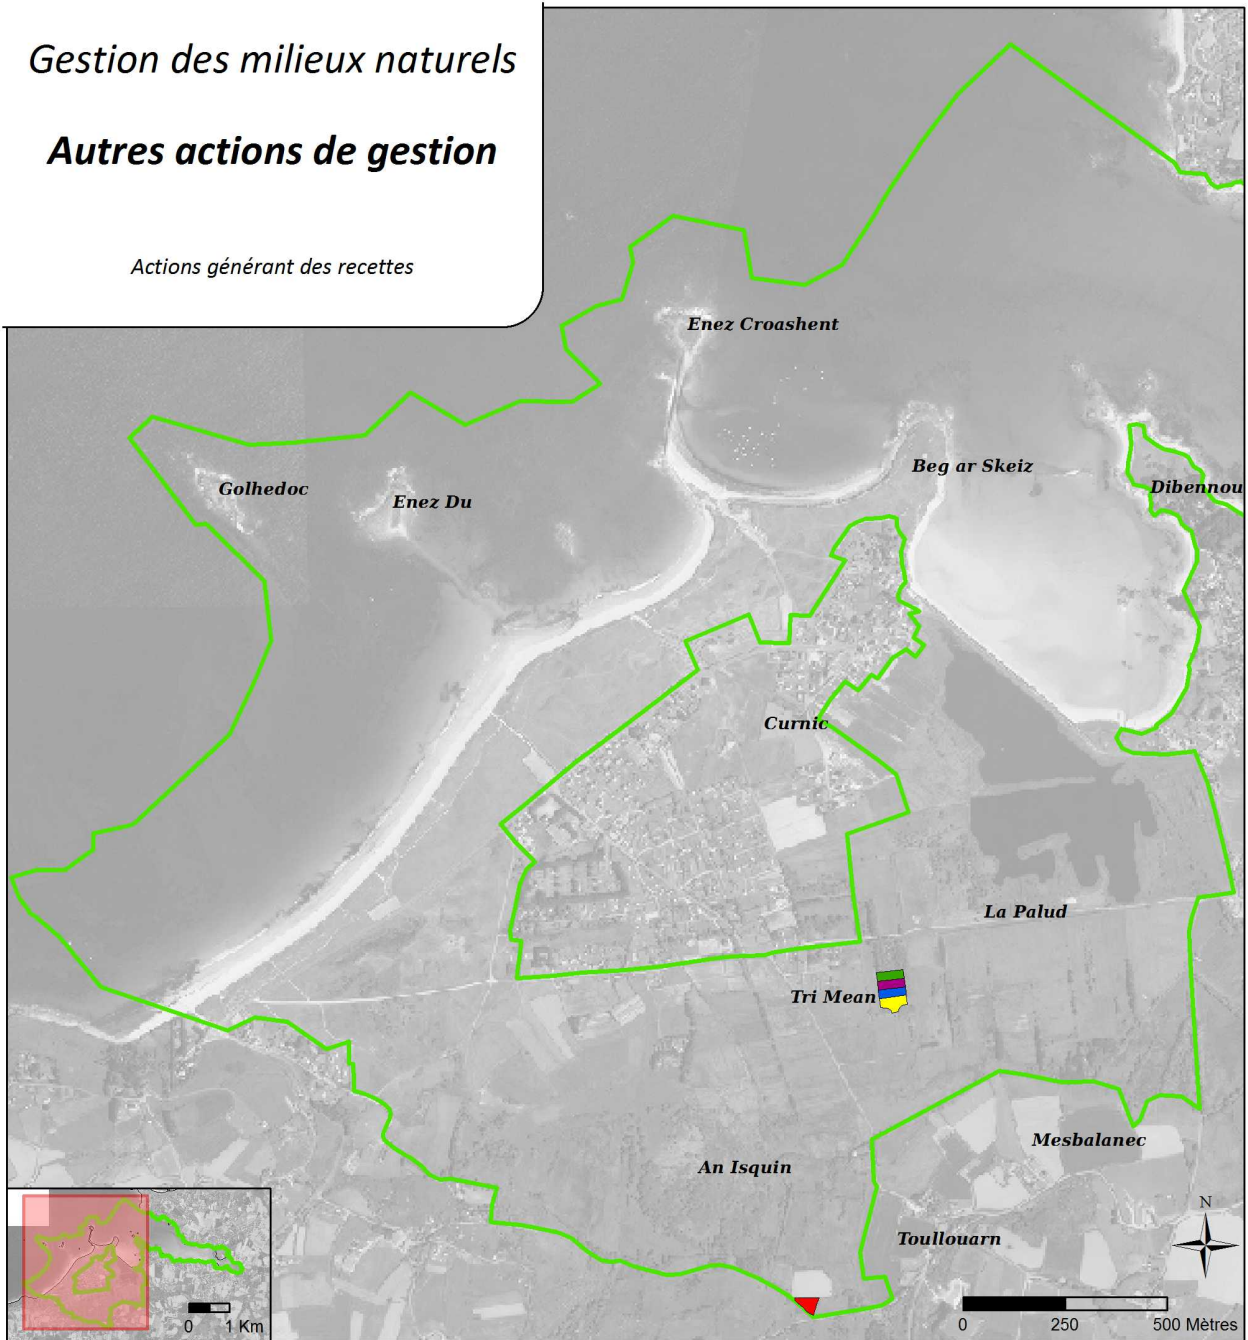 Gestion des milieux naturels
Autres actions de gestion
Actions générant des recettes
Enez Croashent
Beg ar Skeiz
Dibennou
Golhedoc
Enez Du
Curnic
La Palud
Tri Mean
Mesbalanec
An Isquin
Toullouarn
N
0 1 Km
0 250 500 Mètres